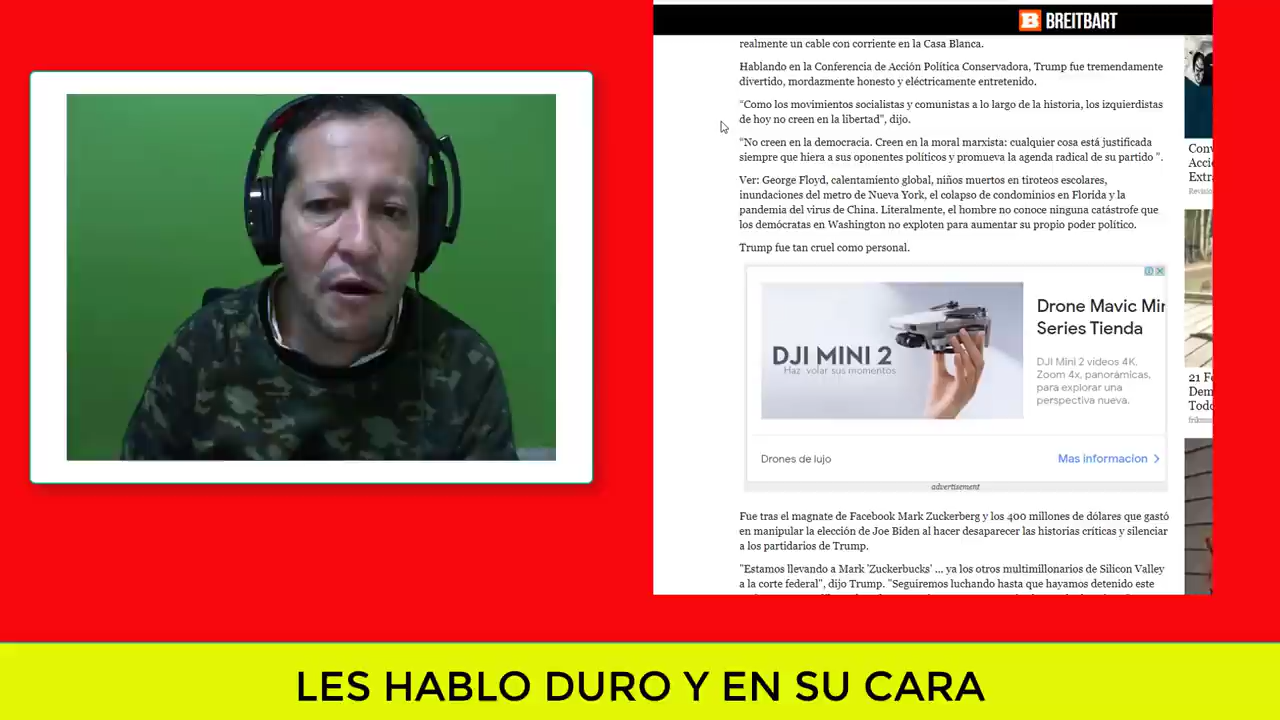 BREITBART
realmente un cable con corriente en la Casa Blanca.
Hablando en la Conferencia de Acción Política Conservadora, Trump fue tremendamente
divertido, mordazmente honesto y eléctricamente entretenido.
"Como los movimientos socialistas y comunistas a lo largo de la historia, los izquierdistas
de hoy no creen en la libertad", dijo.
"No creen en la democracia. Creen en la moral marxista: cualquier cosa está justificada
siempre que hiera a sus oponentes políticos y promueva la agenda radical de su partido ".
Ver: George Floyd, calentamiento global, niños muertos en tiroteos escolares,
inundaciones del metro de Nueva York, el colapso de condominios en Florida y la
pandemia del virus de China. Literalmente, el hombre no conoce ninguna catástrofe que
los demócratas en Washington no exploten para aumentar su propio poder político.
Trump fue tan cruel como personal.
DJI MINI 2
Haz volar sus momentos
Drone Mavic Mi
Series Tienda
DJI Mini 2 videos 4K,
Zoom 4x, panorámicas,
para explorar una
perspectiva nueva.
Drones de lujo
Mas informacion
advertisement
Fue tras el magnate de Facebook Mark Zuckerberg y los 400 millones de dólares que gastó
en manipular la elección de Joe Biden al hacer desaparecer las historias críticas y silenciar
a los partidarios de Trump.
"Estamos llevando a Mark 'Zuckerbucks' ... ya los otros multimillonarios de Silicon Valley
a la corte federal", dijo Trump. "Seguiremos luchando hasta que hayamos detenido este
Conv
Acci
Extra
21 F
Dem
Todo
LES HABLO DURO Y EN SU CARA